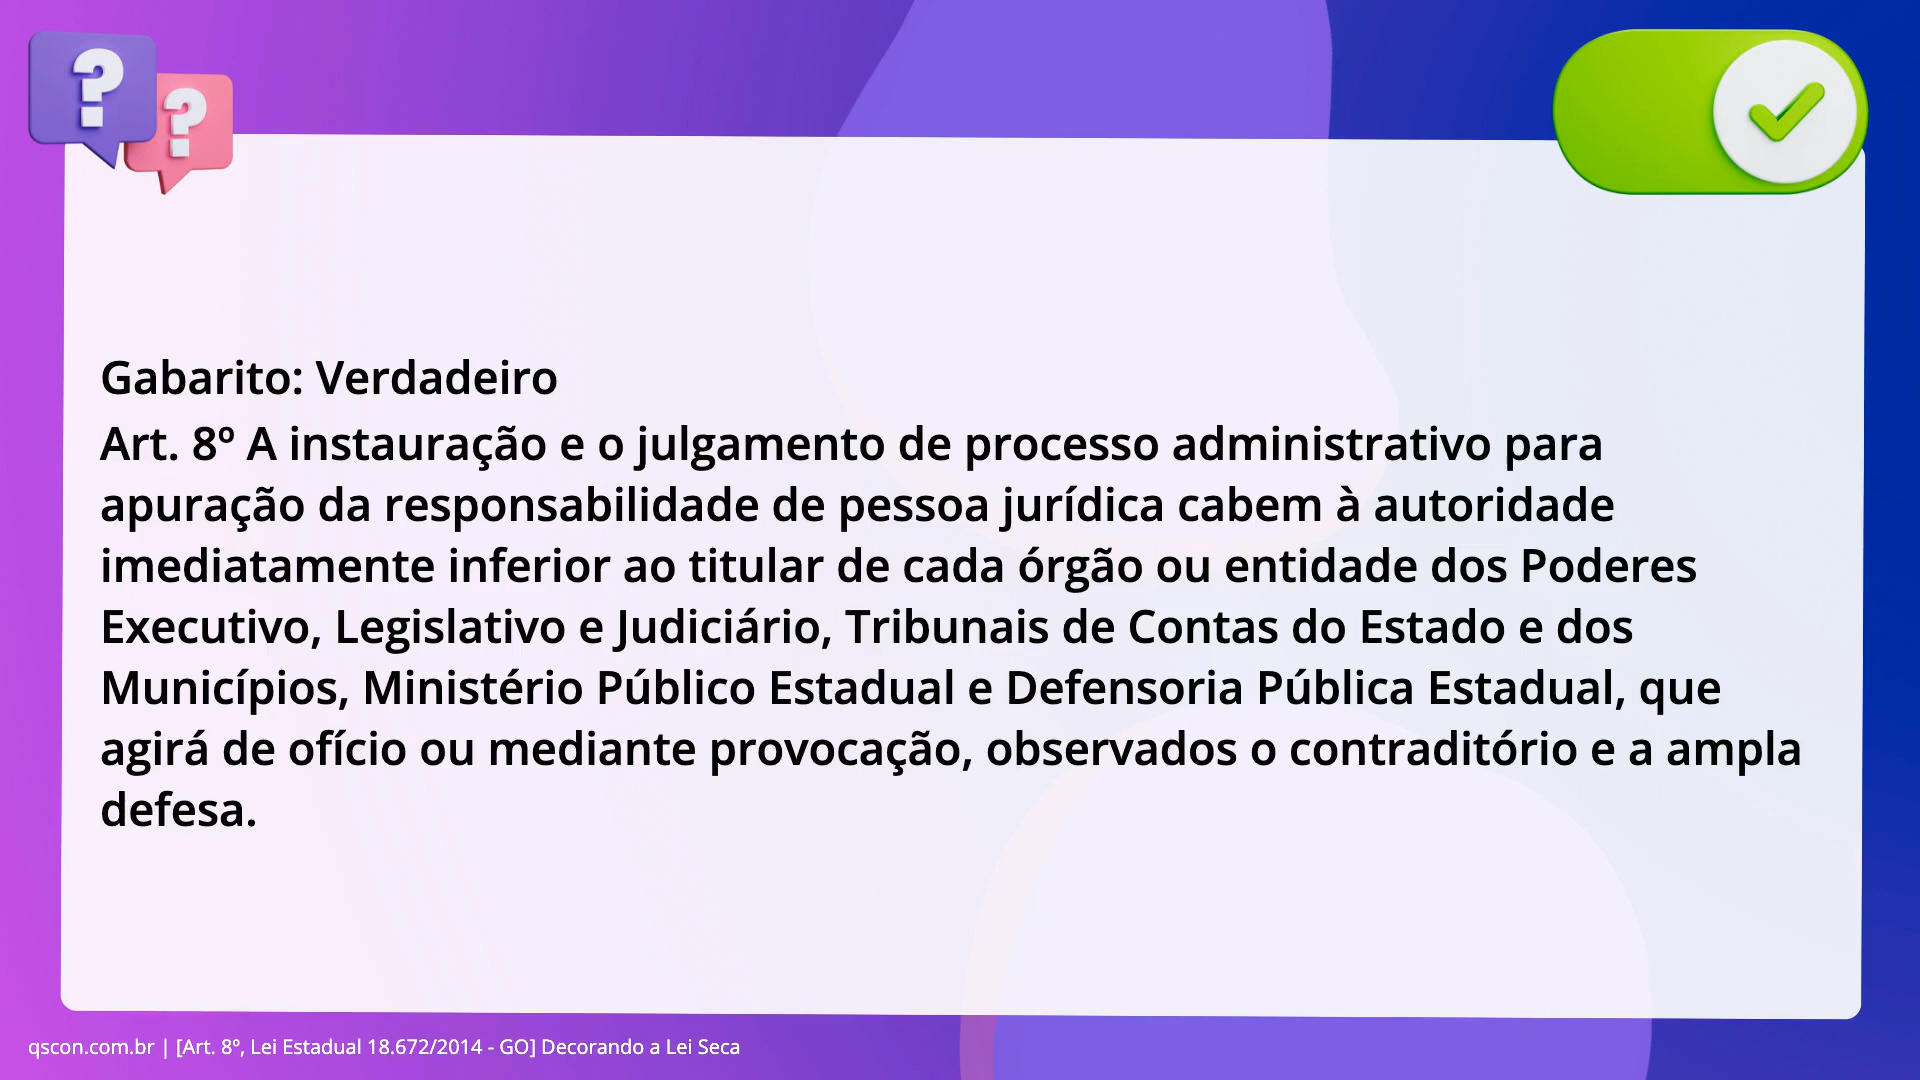 Gabarito: Verdadeiro
Art. 8º A instauração e o julgamento de processo administrativo para
apuração da responsabilidade de pessoa jurídica cabem à autoridade
imediatamente inferior ao titular de cada órgão ou entidade dos Poderes
Executivo, Legislativo e Judiciário, Tribunais de Contas do Estado e dos
Municípios, Ministério Público Estadual e Defensoria Pública Estadual, que
agirá de ofício ou mediante provocação, observados o contraditório e a ampla
defesa.
qscon.com.br | [Art. 8º, Lei Estadual 18.672/2014 - GO] Decorando a Lei Seca